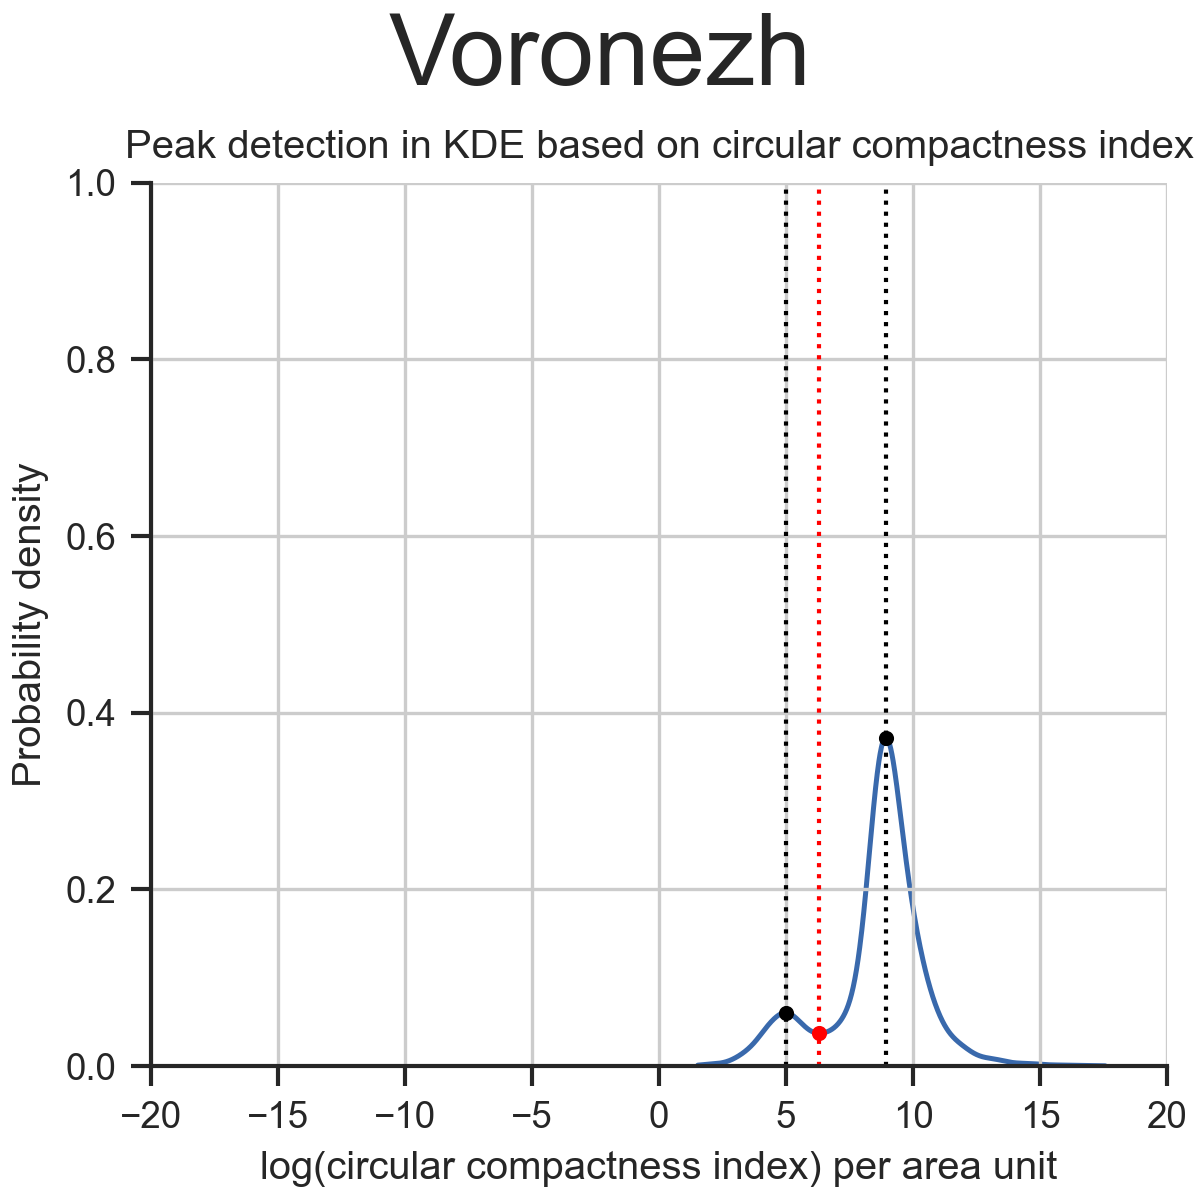 Voronezh
Peak detection in KDE based on circular compactness index
1.0
0.8
0.6
0.4
0.2
0.0
Probability density
−20 −15 −10 −5 0 5 10 15 20
log(circular compactness index) per area unit